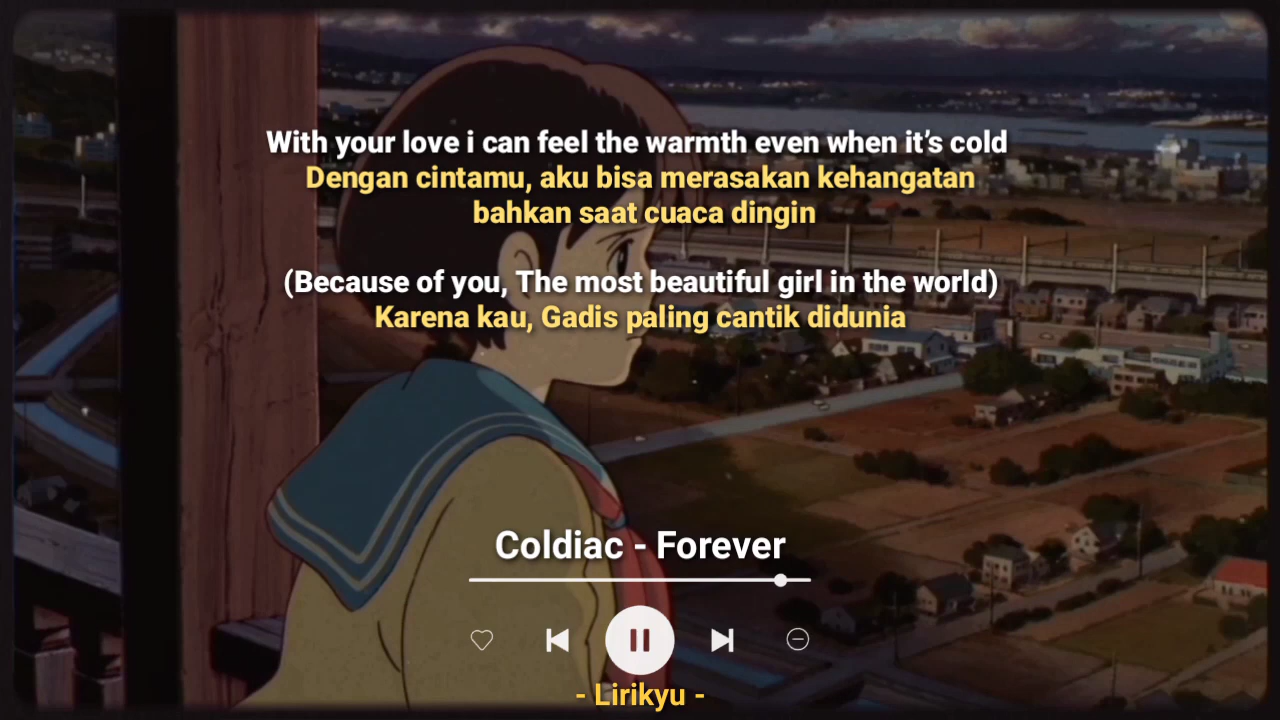 With your love i can feel the warmth even when it’s cold
Dengan cintamu, aku bisa merasakan kehangatan
bahkan saat cuaca dingin
(Because of you, The most beautiful girl in the world)
Karena kau, Gadis paling cantik didunia
Coldiac - Forever
- Lirikyu -